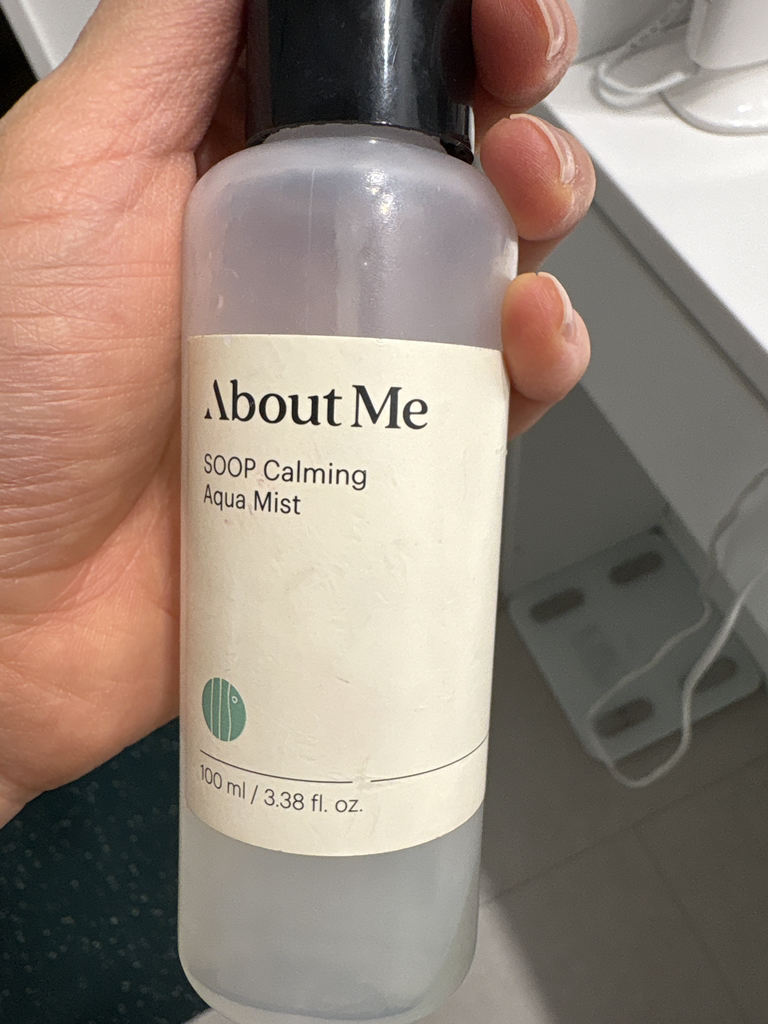 About Me
SOOP Calming
Aqua Mist
100 ml / 3.38 fl. oz.